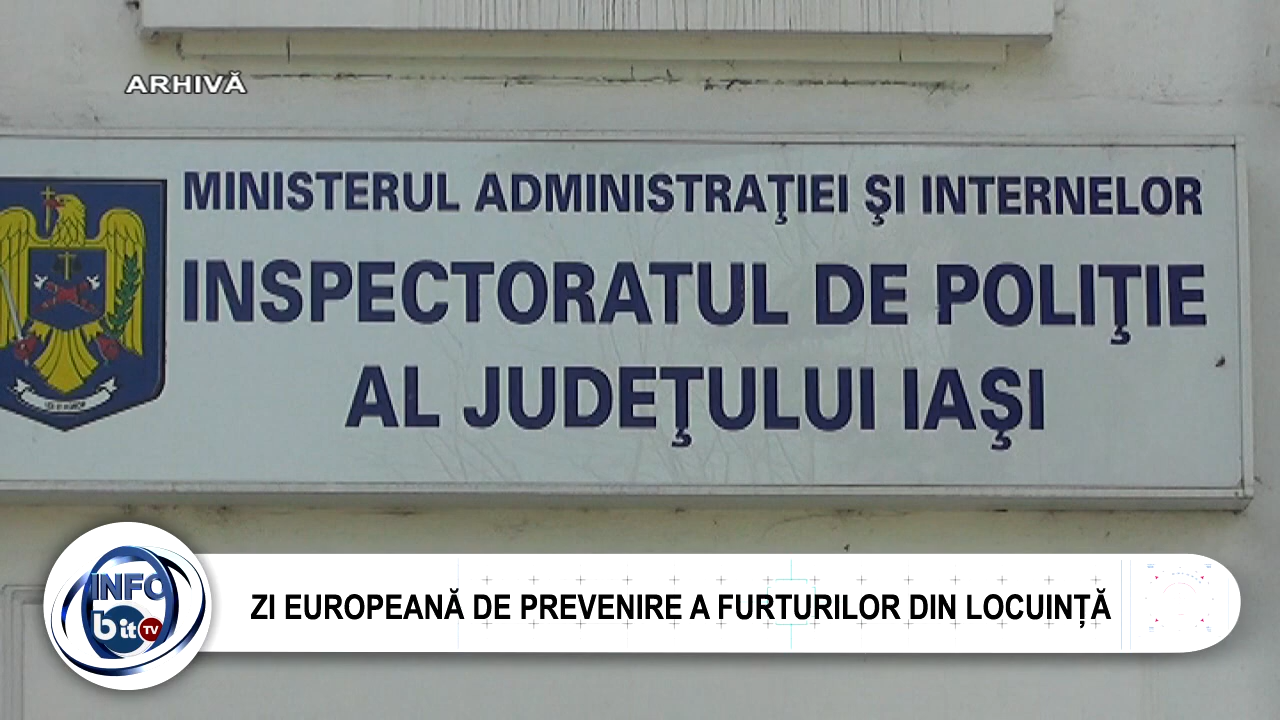 ARHIVĂ
MINISTERUL ADMINISTRAŢIEI ŞI INTERNELOR
INSPECTORATUL DE POLIŢIE
AL JUDEŢULUI IAŞI
INFO
bit TV
ZI EUROPEANĂ DE PREVENIRE A FURTURILOR DIN LOCUINȚĂ